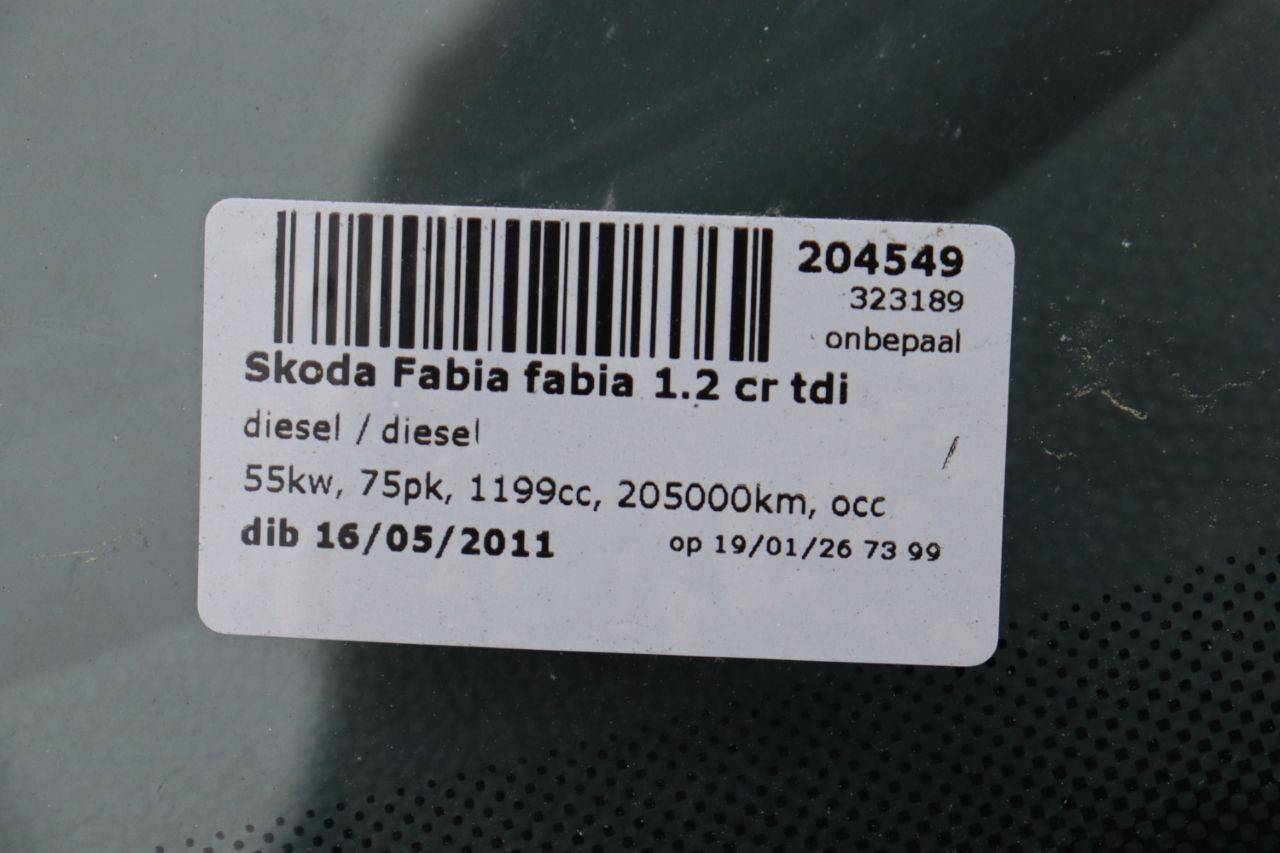 204549
323189
onbepaal
Skoda Fabia fabia 1.2 cr tdi
diesel / diesel
/
55kw, 75pk, 1199cc, 205000km, occ
dib 16/05/2011 op 19/01/26 73 99